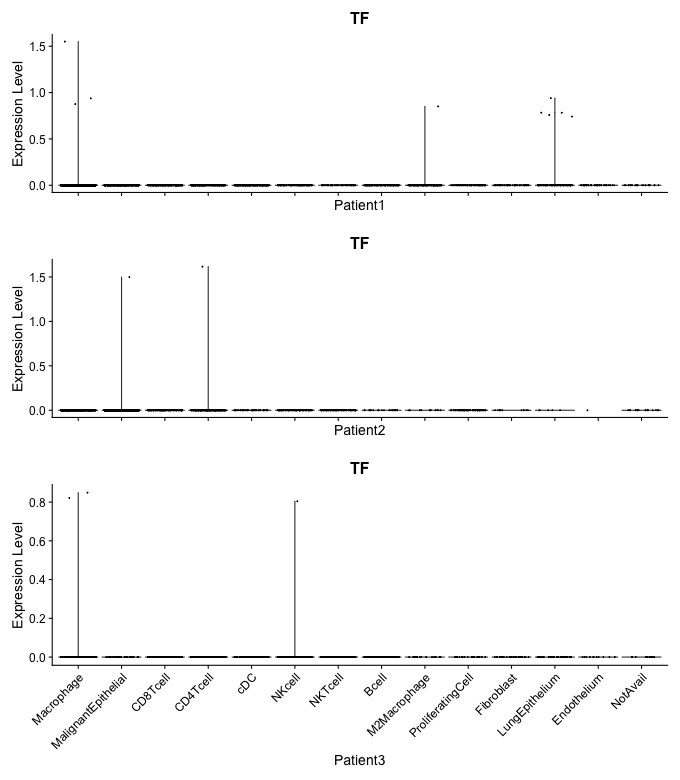 TF
Expression Level
1.5
1.0
0.5
0.0
Patient1
TF
Expression Level
1.5
1.0
0.5
0.0
Patient2
TF
Expression Level
0.8
0.6
0.4
0.2
0.0
Macrophage
MalignantEpithelial
CD8Tcell
CD4Tcell
cDC
NKcell
NKTcell
Bcell
M2Macrophage
ProliferatingCell
Fibroblast
LungEpithelium
Endothelium
NotAvail
Patient3